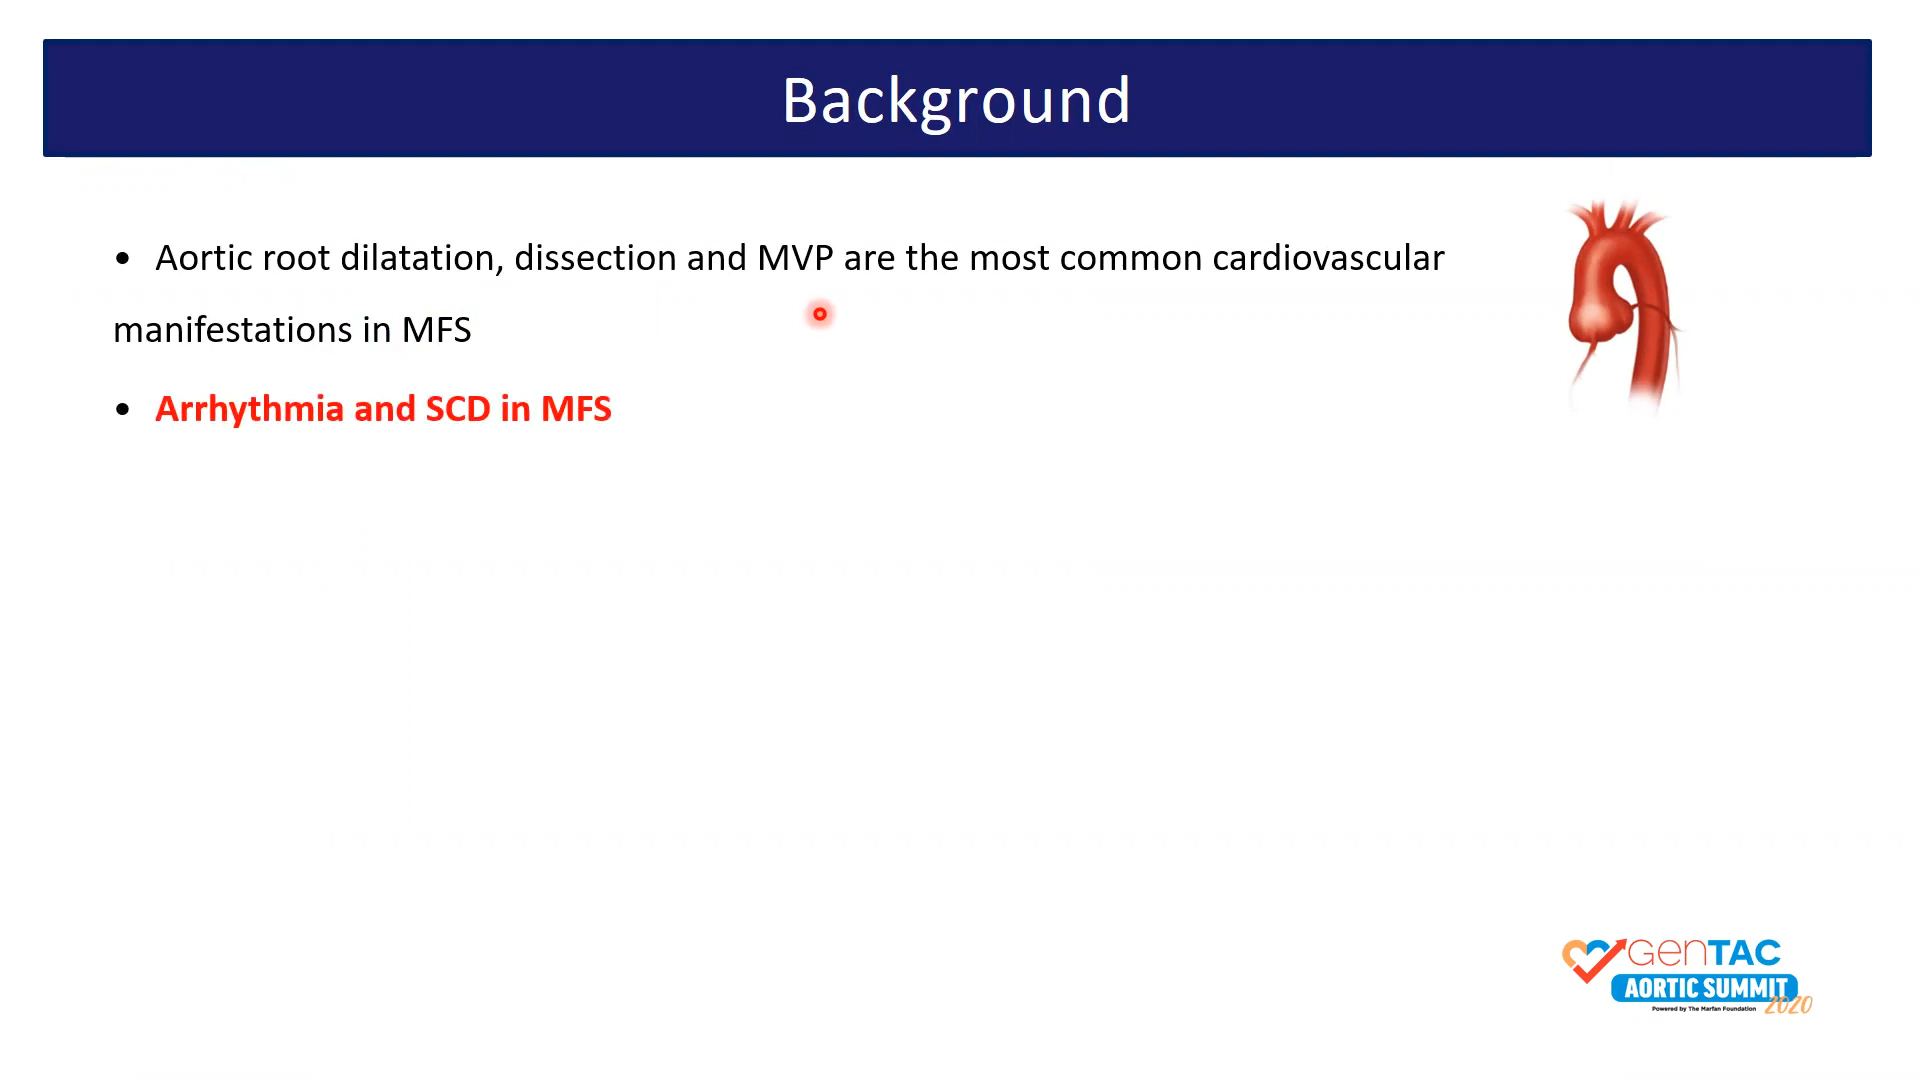 Background
• Aortic root dilatation, dissection and MVP are the most common cardiovascular
manifestations in MFS
• Arrhythmia and SCD in MFS
GenTAC
AORTIC SUMMIT
2020
Powered by The Marfan Foundation